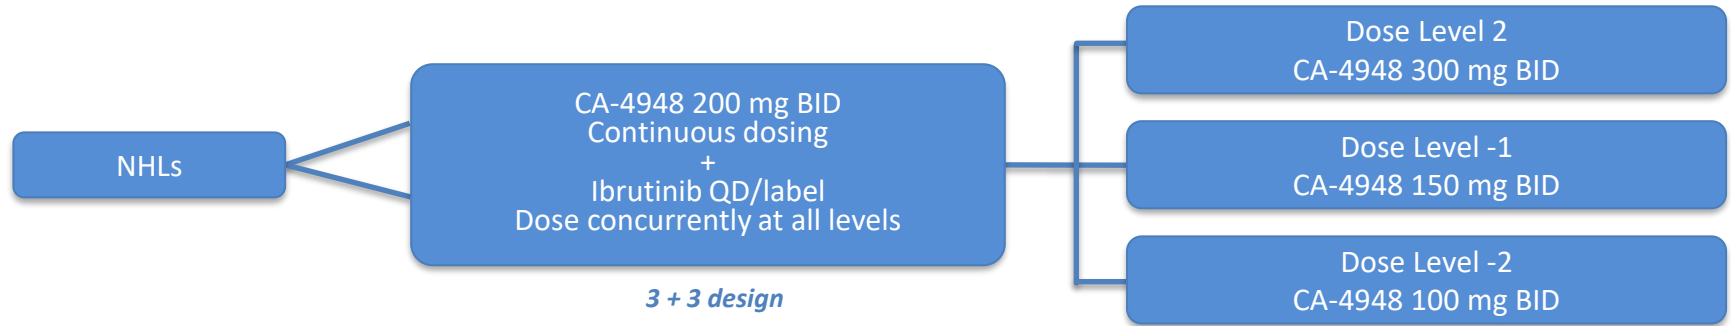 NHLs
CA-4948 200 mg BID
Continuous dosing
+
Ibrutinib QD/label
Dose concurrently at all levels
3 + 3 design
Dose Level 2
CA-4948 300 mg BID
Dose Level -1
CA-4948 150 mg BID
Dose Level -2
CA-4948 100 mg BID